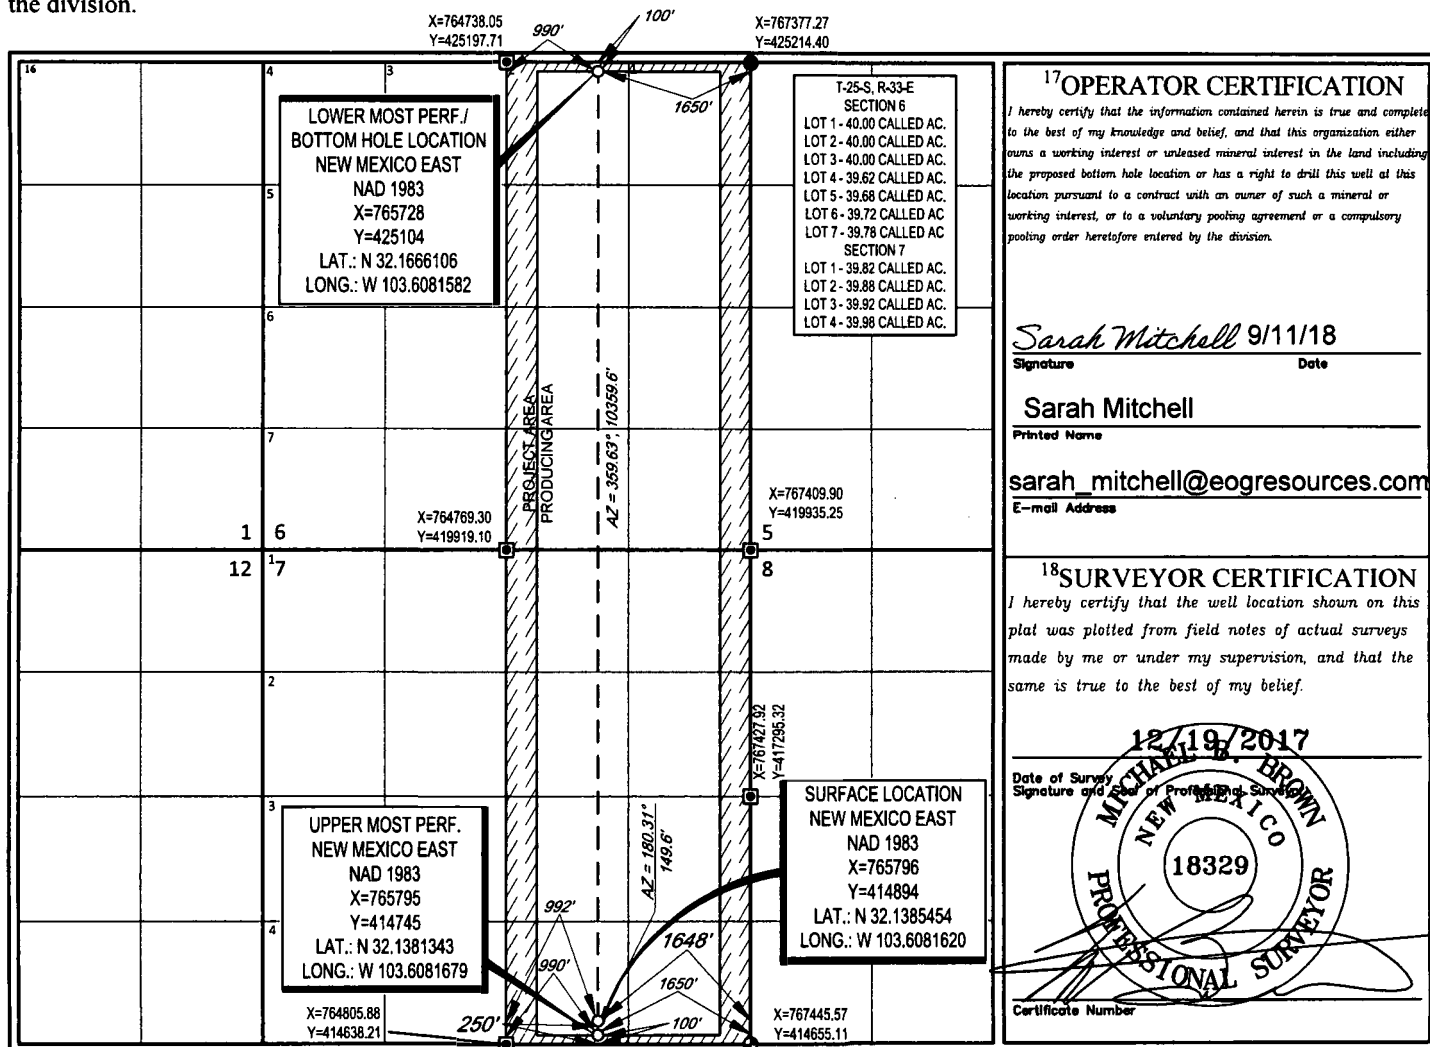 the division.
X=764738.05
Y=425197.71
990'
100'
X=767377.27
Y=425214.40
16
4
3
1650'
LOWER MOST PERF./
BOTTOM HOLE LOCATION
NEW MEXICO EAST
NAD 1983
X=765728
Y=425104
LAT.: N 32.1666106
LONG.: W 103.6081582
T-25-S, R-33-E
SECTION 6
LOT 1 - 40.00 CALLED AC.
LOT 2 - 40.00 CALLED AC.
LOT 3 - 40.00 CALLED AC.
LOT 4 - 39.62 CALLED AC.
LOT 5 - 39.68 CALLED AC.
LOT 6 - 39.72 CALLED AC
LOT 7 - 39.78 CALLED AC
SECTION 7
LOT 1 - 39.82 CALLED AC.
LOT 2 - 39.88 CALLED AC.
LOT 3 - 39.92 CALLED AC.
LOT 4 - 39.98 CALLED AC.
5
6
7
PROJECT AREA
PRODUCING AREA
AZ = 359.63°, 10359.6'
X=764769.30
Y=419919.10
X=767409.90
Y=419935.25
1 6
5
12 17
8
2
3
4
X=767427.92
Y=417295.32
UPPER MOST PERF.
NEW MEXICO EAST
NAD 1983
X=765795
Y=414745
LAT.: N 32.1381343
LONG.: W 103.6081679
AZ = 180.31°
149.6'
SURFACE LOCATION
NEW MEXICO EAST
NAD 1983
X=765796
Y=414894
LAT.: N 32.1385454
LONG.: W 103.6081620
992'
1648'
990'
1650'
250'
100'
X=764805.88
Y=414638.21
X=767445.57
Y=414655.11
17OPERATOR CERTIFICATION
I hereby certify that the information contained herein is true and complete
to the best of my knowledge and belief, and that this organization either
owns a working interest or unleased mineral interest in the land including
the proposed bottom hole location or has a right to drill this well at this
location pursuant to a contract with an owner of such a mineral or
working interest, or to a voluntary pooling agreement or a compulsory
pooling order heretofore entered by the division.
Sarah Mitchell 9/11/18
Signature Date
Sarah Mitchell
Printed Name
sarah_mitchell@eogresources.com
E-mail Address
18SURVEYOR CERTIFICATION
I hereby certify that the well location shown on this
plat was plotted from field notes of actual surveys
made by me or under my supervision, and that the
same is true to the best of my belief.
12/19/2017
Date of Survey
Signature and Seal of Professional Surveyor
MICHAEL B. BROWN
NEW MEXICO
18329
PROFESSIONAL SURVEYOR
Certificate Number